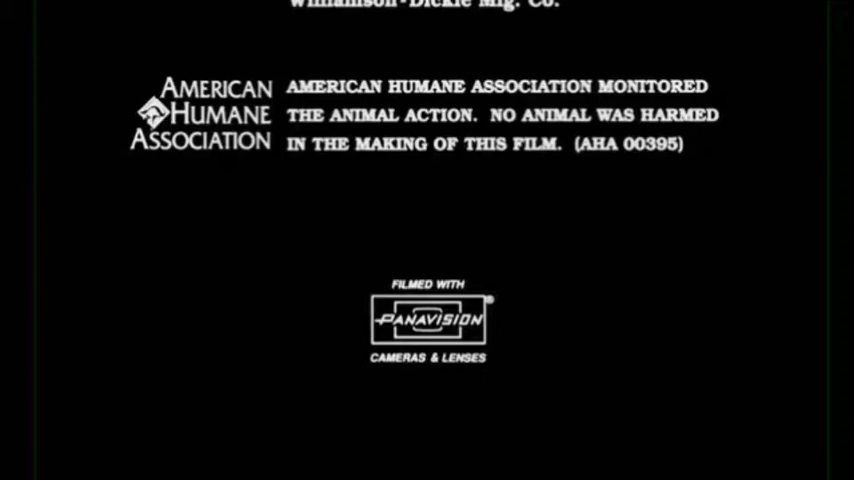 Williamson-Dickie Mfg. Co.
AMERICAN HUMANE ASSOCIATION
AMERICAN HUMANE ASSOCIATION MONITORED
THE ANIMAL ACTION. NO ANIMAL WAS HARMED
IN THE MAKING OF THIS FILM. (AHA 00395)
FILMED WITH
PANAVISION®
CAMERAS & LENSES